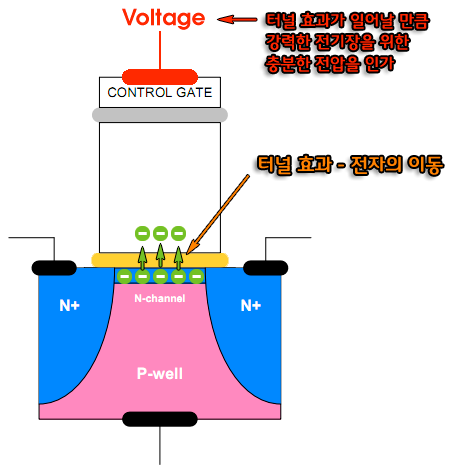 Voltage
터널 효과가 일어날 만큼
강력한 전기장을 위한
충분한 전압을 인가
CONTROL GATE
터널 효과 - 전자의 이동
N-channel
N+
N+
P-well